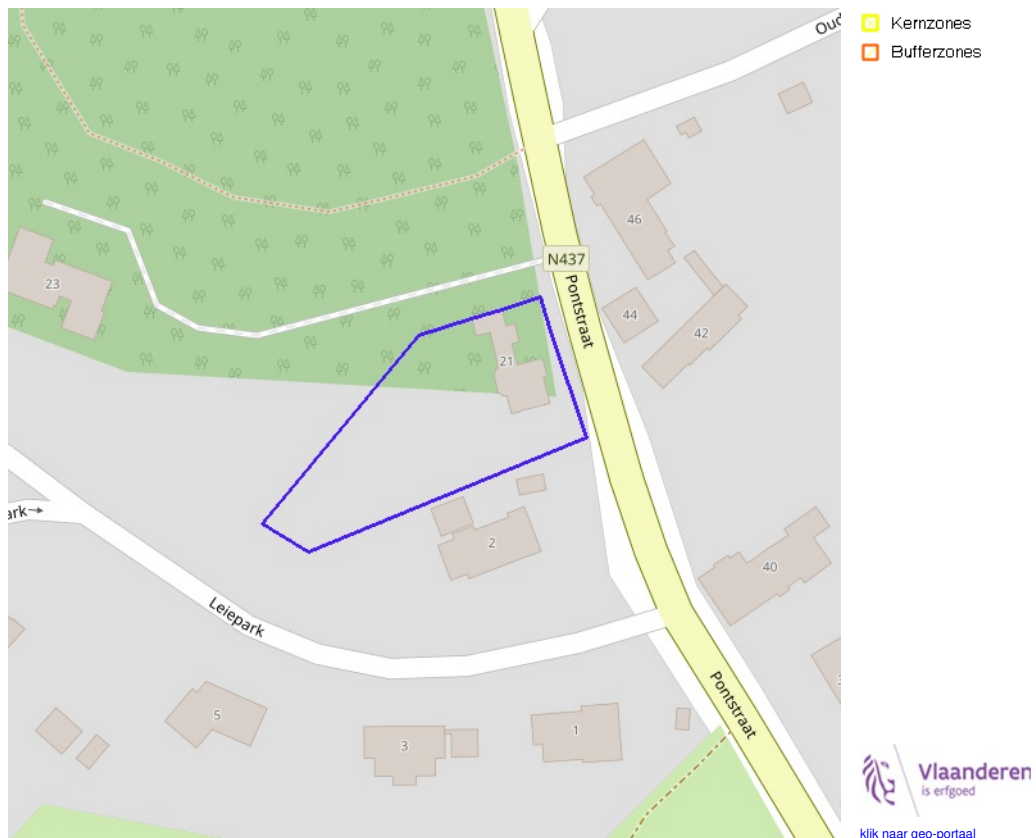 Kernzones
Bufferzones
Oud
46
N437
23
Pontstraat
44
42
21
ark→
2
40
Leiepark
Pontstraat
5
3
1
Vlaanderen
is erfgoed
klik naar geo-portaal